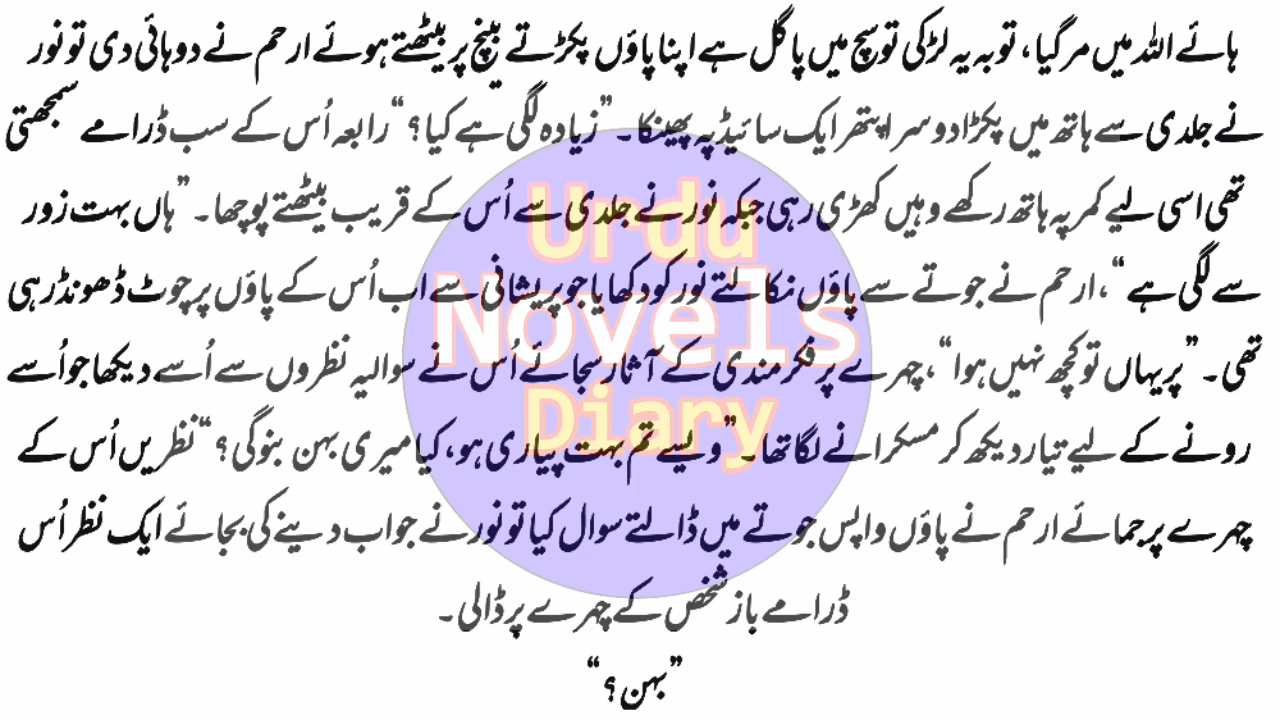 ہائے اللہ میں مرگیا، توبہ یہ لڑکی تو سچ میں پاگل ہے اپنا پاؤں پکڑتے بینچ پر بیٹھتے ہوئے ارحم نے دوہائی دی تو نور
نے جلدی سے ہاتھ میں پکڑا دوسرا پتھر ایک سائیڈ پہ پھینکا۔ ”زیادہ لگی ہے کیا؟“ رابعہ اُس کے سب ڈرامے سمجھتی
تھی اسی لیے کمر پہ ہاتھ رکھے وہیں کھڑی رہی جبکہ نور نے جلدی سے اُس کے قریب بیٹھتے پوچھا۔ ”ہاں بہت زور
سے لگی ہے“، ارحم نے جوتے سے پاؤں نکالتے نور کو دکھایا جو پریشانی سے اب اُس کے پاؤں پر چوٹ ڈھونڈ رہی
تھی۔ ”پر یہاں تو کچھ نہیں ہوا“، چہرے پر فکرمندی کے آثار سجائے اُس نے سوالیہ نظروں سے اُسے دیکھا جو اُسے
رونے کے لیے تیار دیکھ کر مسکرانے لگا تھا۔ ”ویسے تم بہت پیاری ہو، کیا میری بہن بنو گی؟“ نظریں اُس کے
چہرے پر جمائے ارحم نے پاؤں واپس جوتے میں ڈالتے سوال کیا تو نور نے جواب دینے کی بجائے ایک نظر اُس
ڈرامے باز شخص کے چہرے پر ڈالی۔
”بہن؟“
Urdu
Novels
Diary